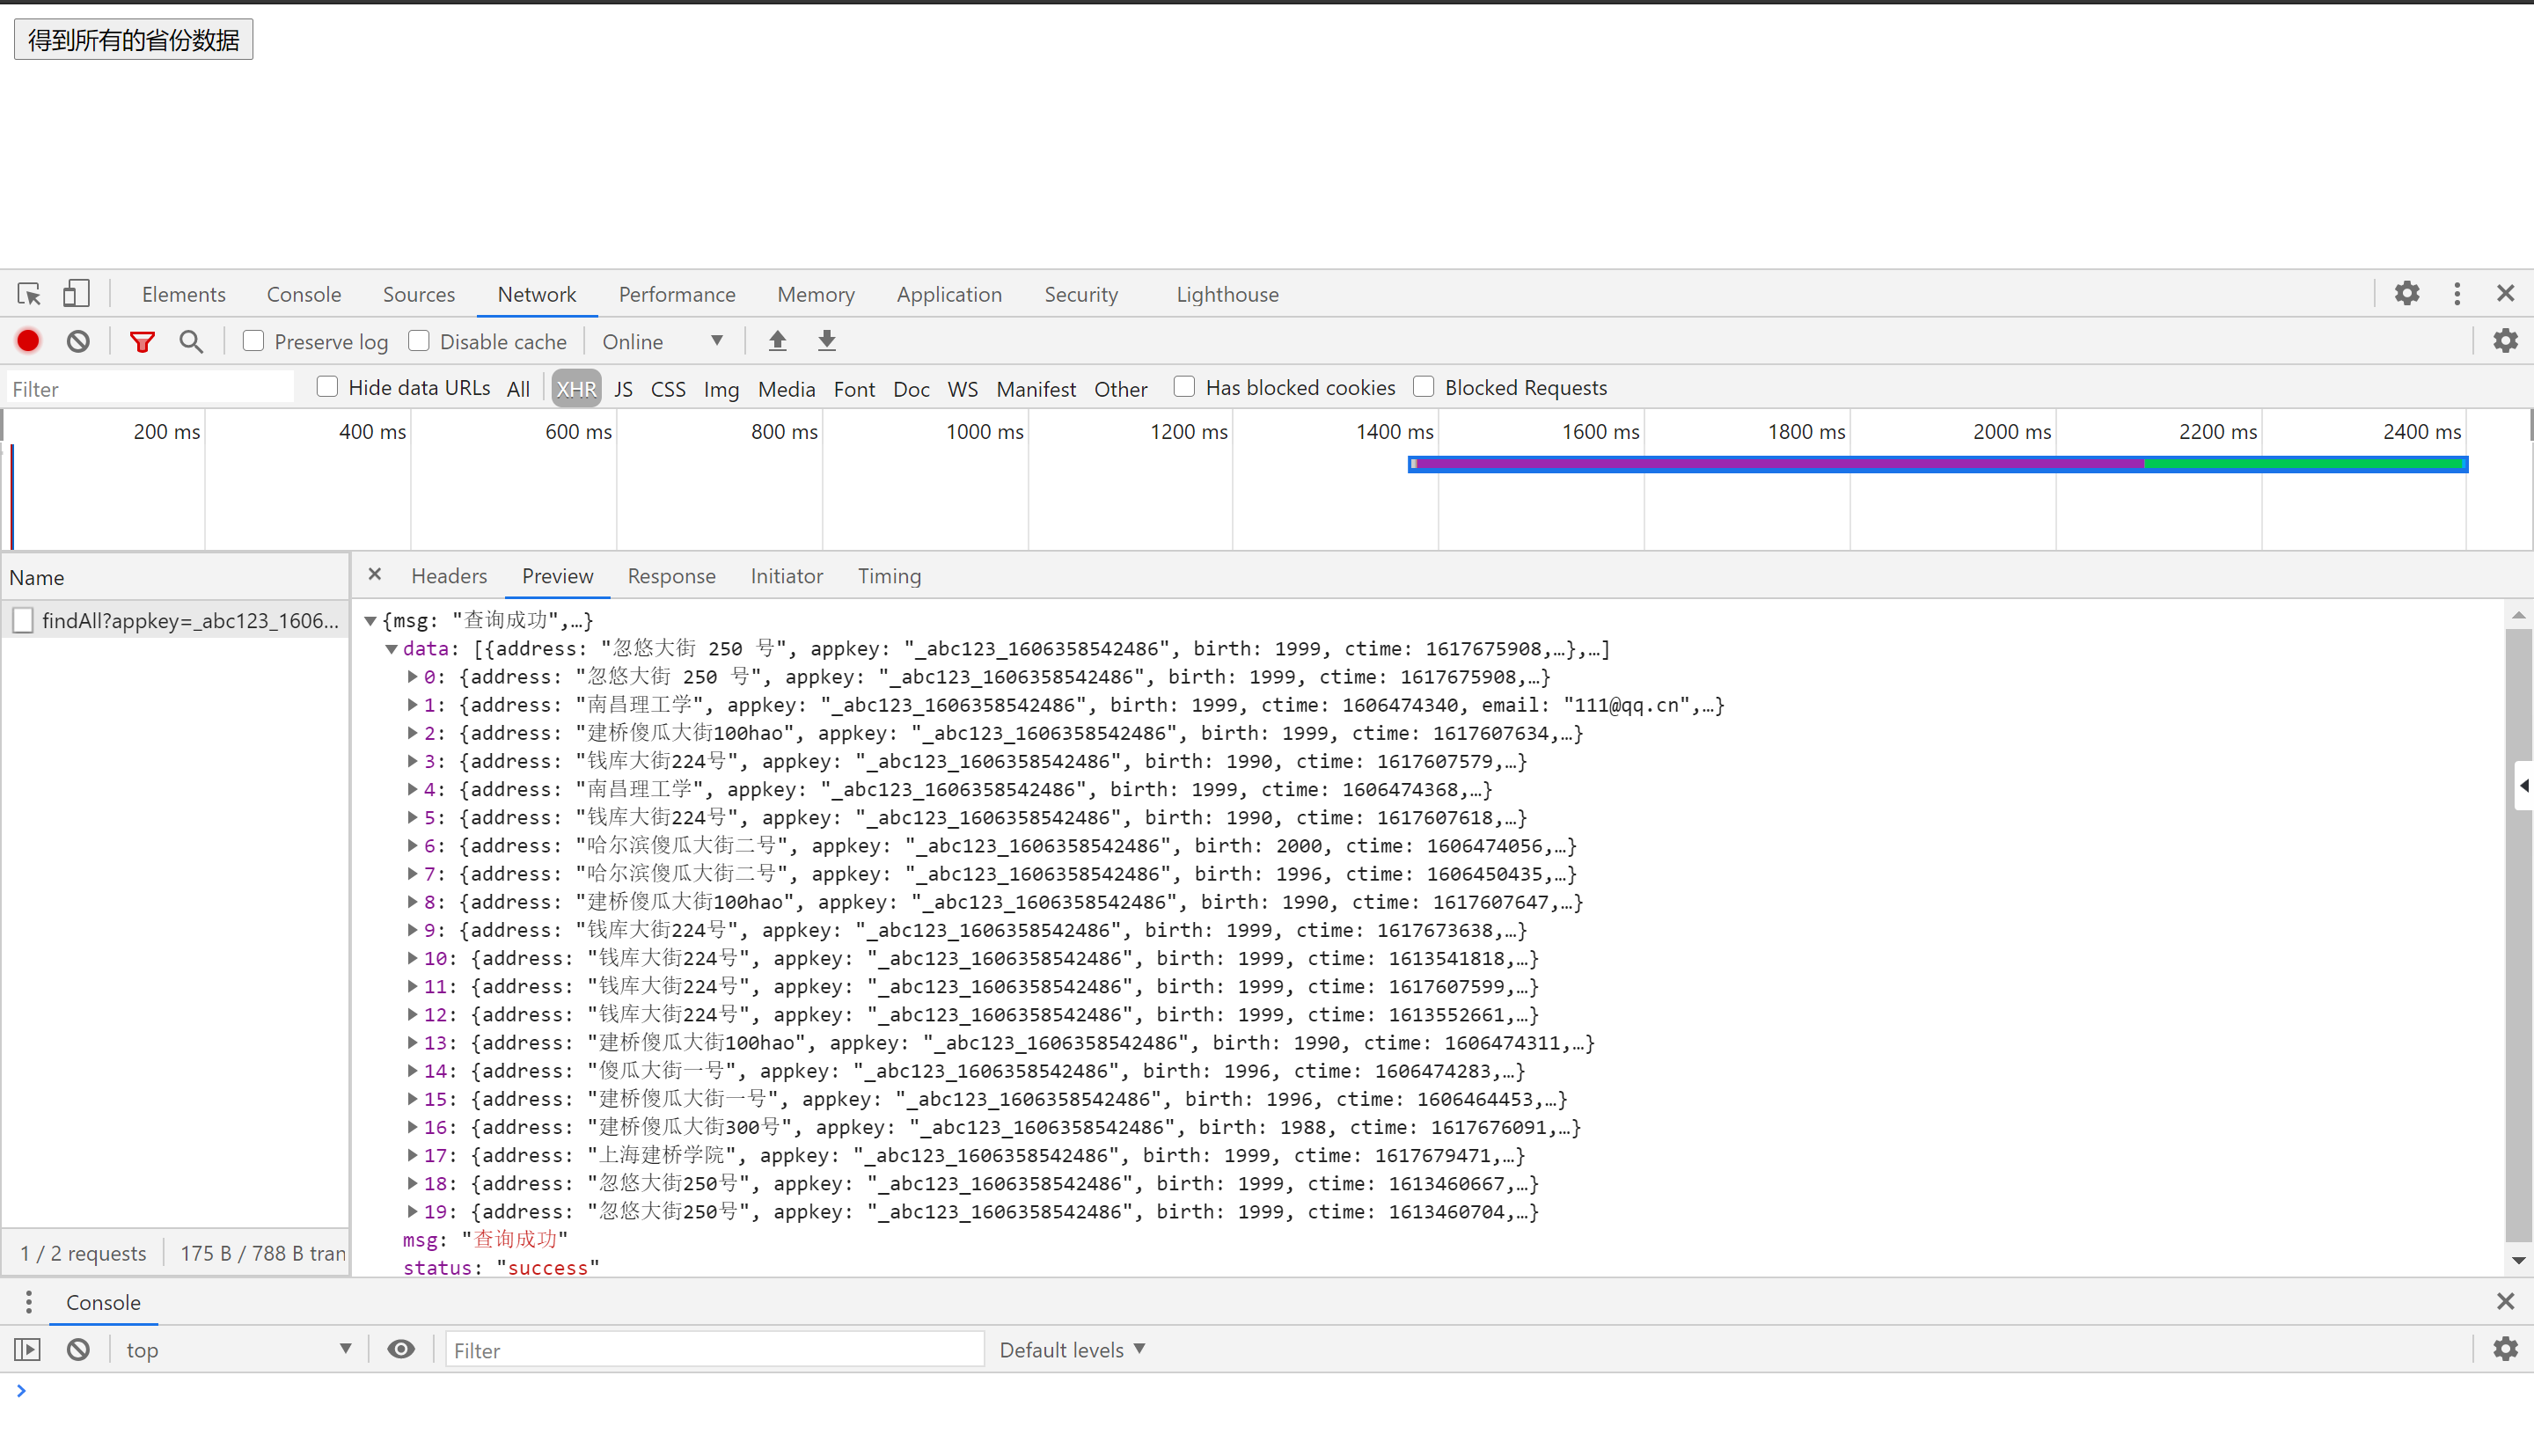 得到所有的省份数据
Elements Console Sources Network Performance Memory Application Security Lighthouse
Preserve log Disable cache Online
Filter Hide data URLs All XHR JS CSS Img Media Font Doc WS Manifest Other Has blocked cookies Blocked Requests
200 ms 400 ms 600 ms 800 ms 1000 ms 1200 ms 1400 ms 1600 ms 1800 ms 2000 ms 2200 ms 2400 ms
Name
findAll?appkey=_abc123_1606...
1 / 2 requests 175 B / 788 B tran
Headers Preview Response Initiator Timing
{msg: "查询成功",…}
data: [{address: "忽悠大街 250 号", appkey: "_abc123_1606358542486", birth: 1999, ctime: 1617675908,…},…]
0: {address: "忽悠大街 250 号", appkey: "_abc123_1606358542486", birth: 1999, ctime: 1617675908,…}
1: {address: "南昌理工学", appkey: "_abc123_1606358542486", birth: 1999, ctime: 1606474340, email: "111@qq.cn",…}
2: {address: "建桥傻瓜大街100hao", appkey: "_abc123_1606358542486", birth: 1999, ctime: 1617607634,…}
3: {address: "钱库大街224号", appkey: "_abc123_1606358542486", birth: 1990, ctime: 1617607579,…}
4: {address: "南昌理工学", appkey: "_abc123_1606358542486", birth: 1999, ctime: 1606474368,…}
5: {address: "钱库大街224号", appkey: "_abc123_1606358542486", birth: 1990, ctime: 1617607618,…}
6: {address: "哈尔滨傻瓜大街二号", appkey: "_abc123_1606358542486", birth: 2000, ctime: 1606474056,…}
7: {address: "哈尔滨傻瓜大街二号", appkey: "_abc123_1606358542486", birth: 1996, ctime: 1606450435,…}
8: {address: "建桥傻瓜大街100hao", appkey: "_abc123_1606358542486", birth: 1990, ctime: 1617607647,…}
9: {address: "钱库大街224号", appkey: "_abc123_1606358542486", birth: 1999, ctime: 1617673638,…}
10: {address: "钱库大街224号", appkey: "_abc123_1606358542486", birth: 1999, ctime: 1613541818,…}
11: {address: "钱库大街224号", appkey: "_abc123_1606358542486", birth: 1999, ctime: 1617607599,…}
12: {address: "钱库大街224号", appkey: "_abc123_1606358542486", birth: 1999, ctime: 1613552661,…}
13: {address: "建桥傻瓜大街100hao", appkey: "_abc123_1606358542486", birth: 1990, ctime: 1606474311,…}
14: {address: "傻瓜大街一号", appkey: "_abc123_1606358542486", birth: 1996, ctime: 1606474283,…}
15: {address: "建桥傻瓜大街一号", appkey: "_abc123_1606358542486", birth: 1996, ctime: 1606464453,…}
16: {address: "建桥傻瓜大街300号", appkey: "_abc123_1606358542486", birth: 1988, ctime: 1617676091,…}
17: {address: "上海建桥学院", appkey: "_abc123_1606358542486", birth: 1999, ctime: 1617679471,…}
18: {address: "忽悠大街250号", appkey: "_abc123_1606358542486", birth: 1999, ctime: 1613460667,…}
19: {address: "忽悠大街250号", appkey: "_abc123_1606358542486", birth: 1999, ctime: 1613460704,…}
msg: "查询成功"
status: "success"
Console
top Filter Default levels